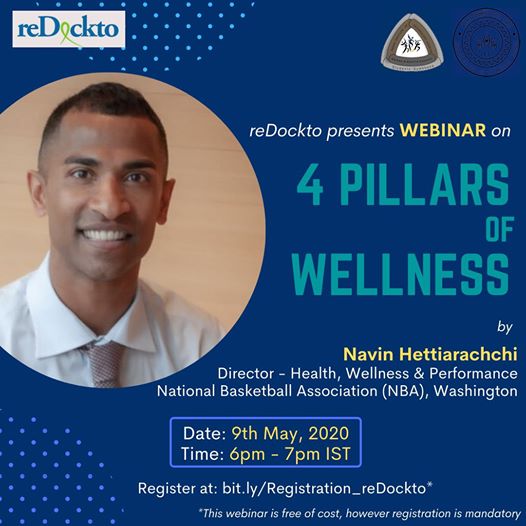 reDockto
reDockto presents WEBINAR on
4 PILLARS
OF
WELLNESS
by
Navin Hettiarachchi
Director - Health, Wellness & Performance
National Basketball Association (NBA), Washington
Date: 9th May, 2020
Time: 6pm - 7pm IST
Register at: bit.ly/Registration_reDockto*
*This webinar is free of cost, however registration is mandatory